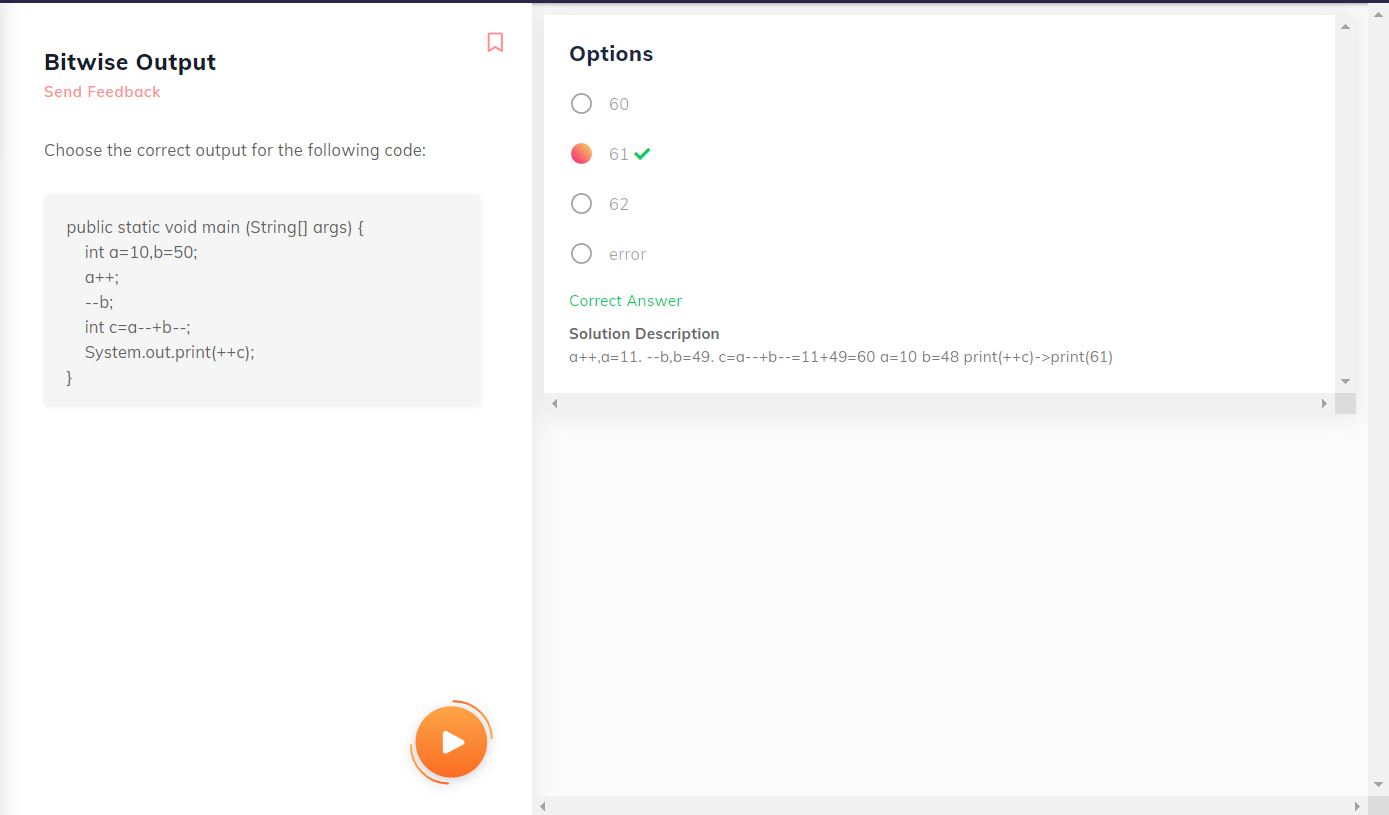 Bitwise Output
Send Feedback
Choose the correct output for the following code:
public static void main (String[] args) {
int a=10,b=50;
a++;
--b;
int c=a--+b--;
System.out.print(++c);
}
Options
60
61
62
error
Correct Answer
Solution Description
a++,a=11. --b,b=49. c=a--+b--=11+49=60 a=10 b=48 print(++c)->print(61)